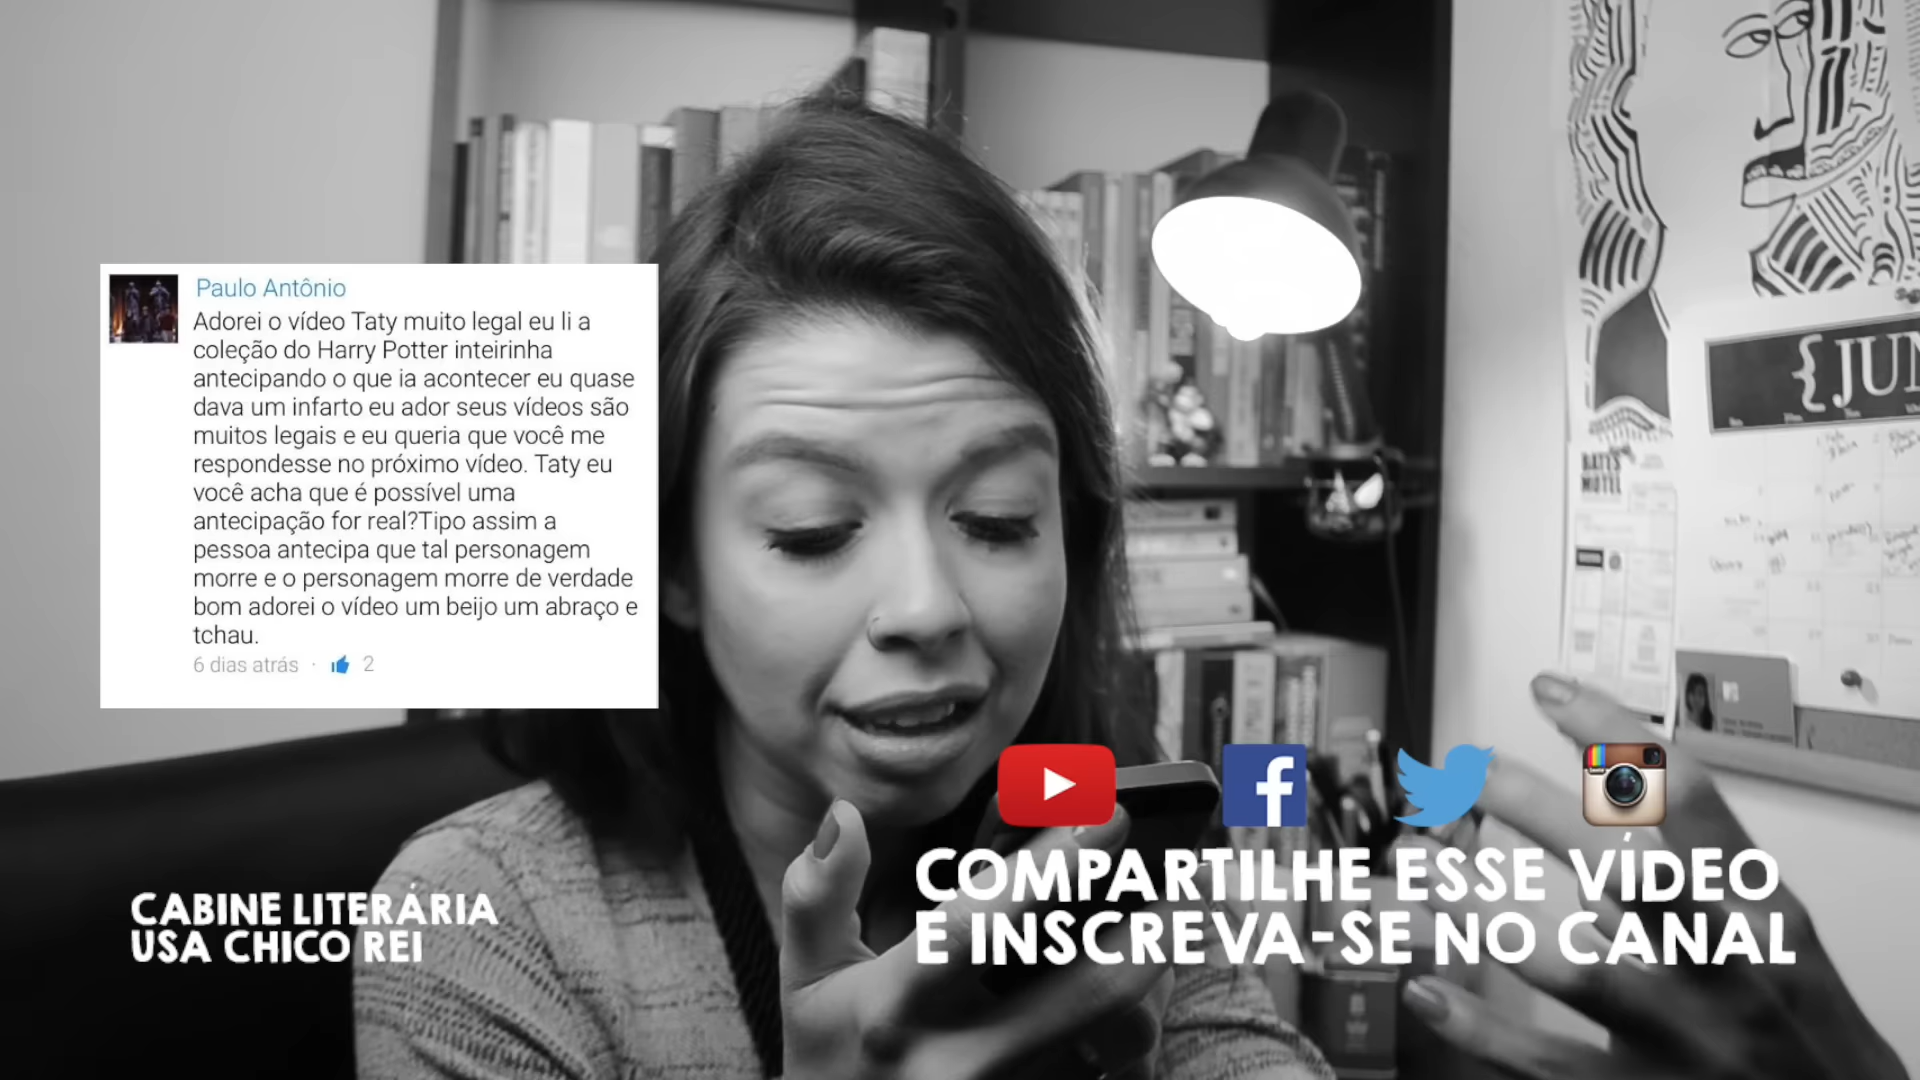 Paulo Antônio
Adorei o vídeo Taty muito legal eu li a
coleção do Harry Potter inteirinha
antecipando o que ia acontecer eu quase
dava um infarto eu ador seus vídeos são
muitos legais e eu queria que você me
respondesse no próximo vídeo. Taty eu
você acha que é possível uma
antecipação for real?Tipo assim a
pessoa antecipa que tal personagem
morre e o personagem morre de verdade
bom adorei o vídeo um beijo um abraço e
tchau.
6 dias atrás · 2
{JUN
BATES
MOTEL
COMPARTILHE ESSE VÍDEO
E INSCREVA-SE NO CANAL
CABINE LITERÁRIA
USA CHICO REI